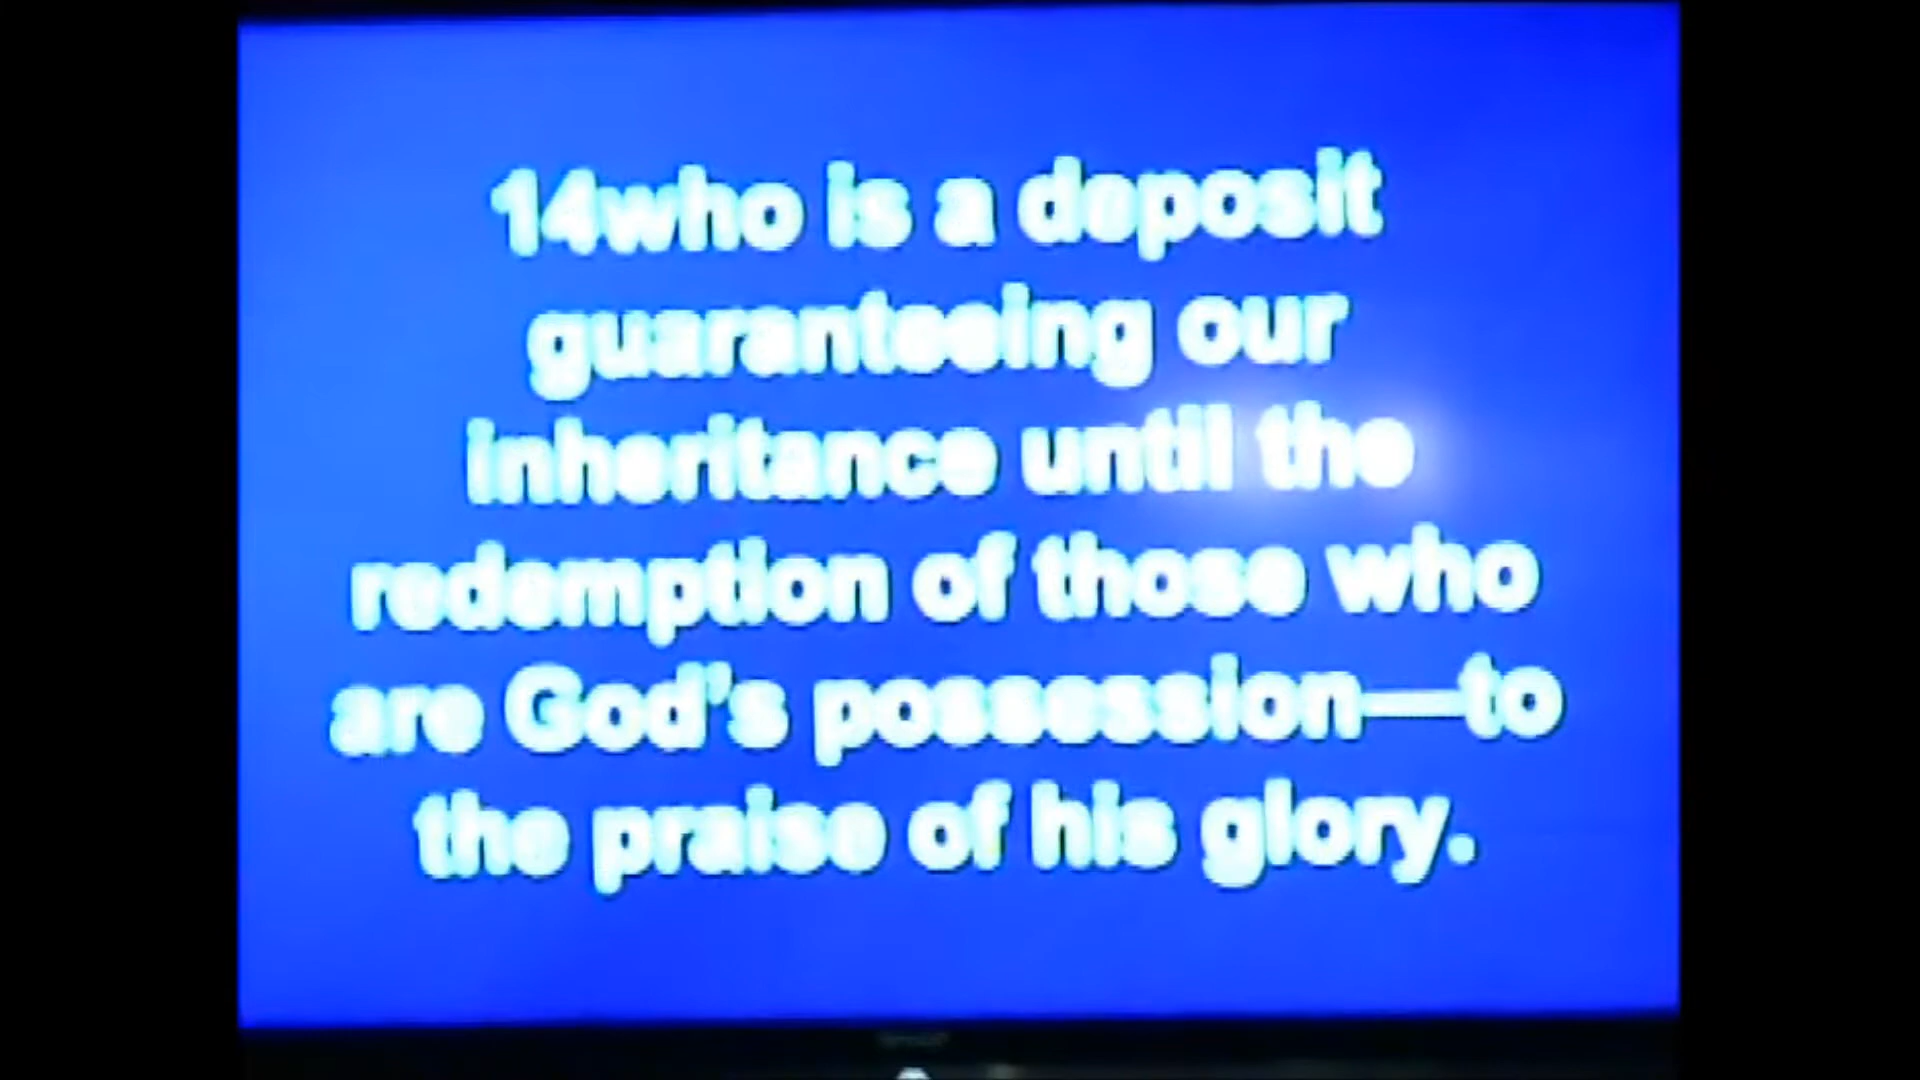 14who is a deposit
guaranteeing our
inheritance until the
redemption of those who
are God's possession—to
the praise of his glory.